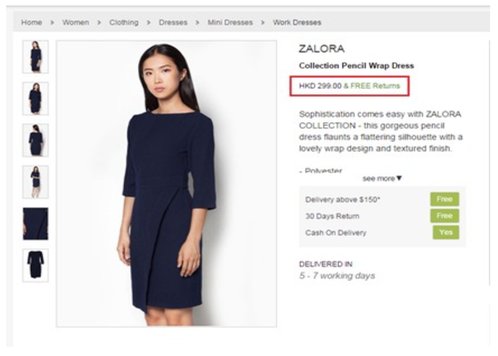 Home > Women > Clothing > Dresses > Mini Dresses > Work Dresses
ZALORA
Collection Pencil Wrap Dress
HKD 299.00 & FREE Returns
Sophistication comes easy with ZALORA
COLLECTION - this gorgeous pencil
dress flaunts a flattering silhouette with a
lovely wrap design and textured finish.
- Polyester
see more▼
Delivery above $150* Free
30 Days Return Free
Cash On Delivery Yes
DELIVERED IN
5 - 7 working days